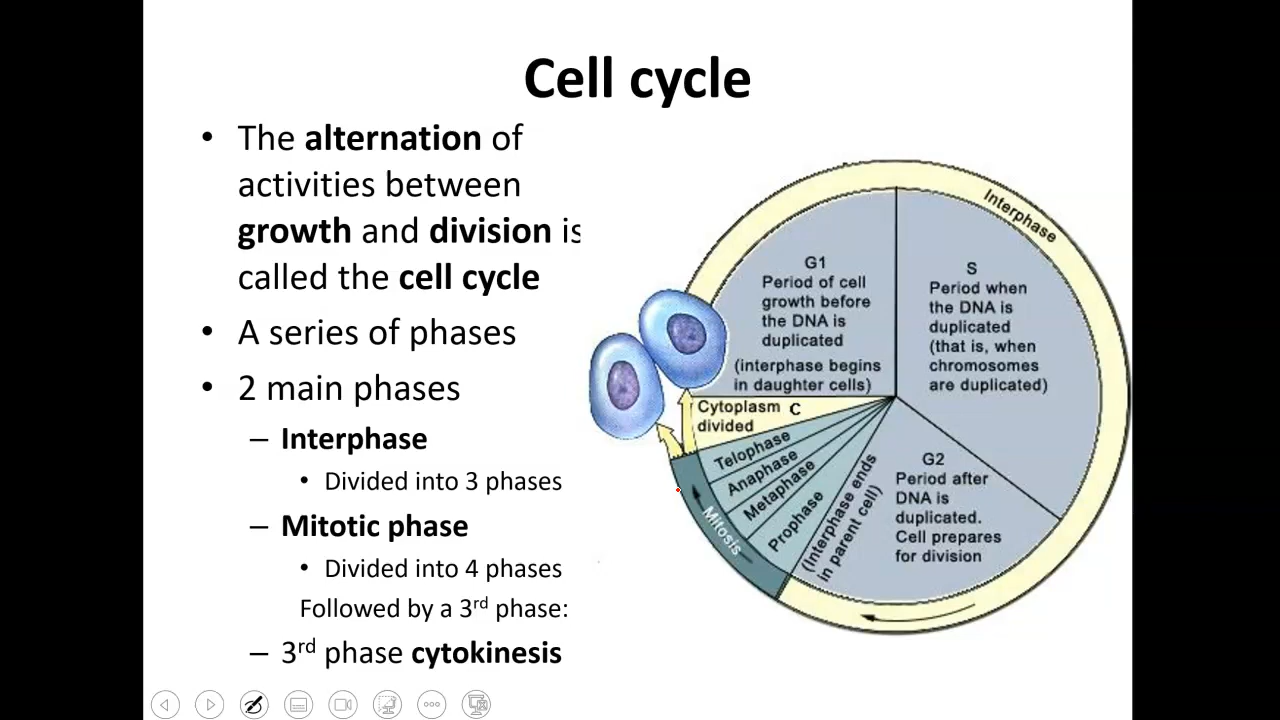 Cell cycle
• The alternation of
activities between
growth and division is
called the cell cycle
• A series of phases
• 2 main phases
– Interphase
• Divided into 3 phases
– Mitotic phase
• Divided into 4 phases
Followed by a 3rd phase:
– 3rd phase cytokinesis
Interphase
G1
Period of cell
growth before
the DNA is
duplicated
(interphase begins
in daughter cells)
S
Period when
the DNA is
duplicated
(that is, when
chromosomes
are duplicated)
G2
Period after
DNA is
duplicated.
Cell prepares
for division
(Interphase ends
in parent cell)
Prophase
Metaphase
Anaphase
Telophase
Cytoplasm C
divided
Mitosis